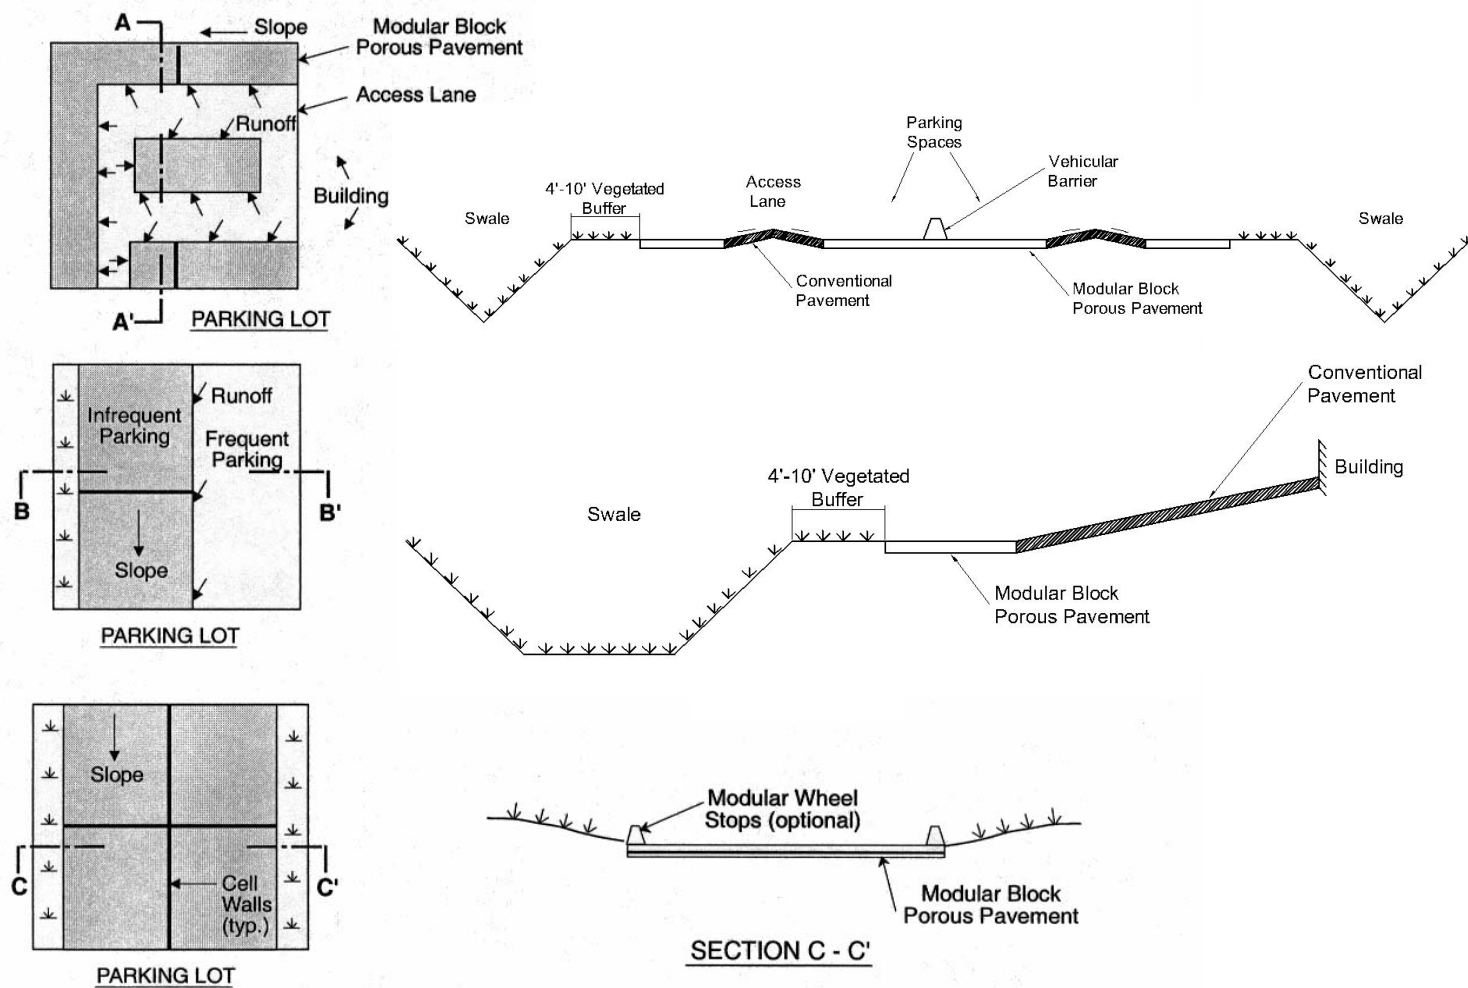 A
Slope
Modular Block
Porous Pavement
Access Lane
Runoff
Building
A'
PARKING LOT
Parking
Spaces
Vehicular
Barrier
4'-10' Vegetated
Buffer
Access
Lane
Swale
Swale
Conventional
Pavement
Modular Block
Porous Pavement
Infrequent
Parking
Runoff
Frequent
Parking
B
B'
Slope
PARKING LOT
Conventional
Pavement
Building
4'-10' Vegetated
Buffer
Swale
Modular Block
Porous Pavement
Slope
C
C'
Cell
Walls
(typ.)
PARKING LOT
Modular Wheel
Stops (optional)
Modular Block
Porous Pavement
SECTION C - C'